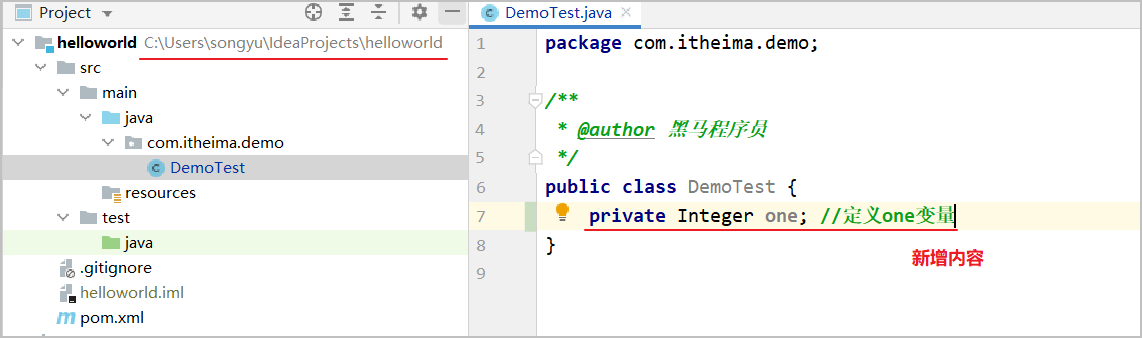 Project
helloworld C:\Users\songyu\IdeaProjects\helloworld
src
main
java
com.itheima.demo
DemoTest
resources
test
java
.gitignore
helloworld.iml
pom.xml
DemoTest.java
1 package com.itheima.demo;
2
3 /**
4 * @author 黑马程序员
5 */
6 public class DemoTest {
7 private Integer one; //定义one变量
8 }
9
新增内容